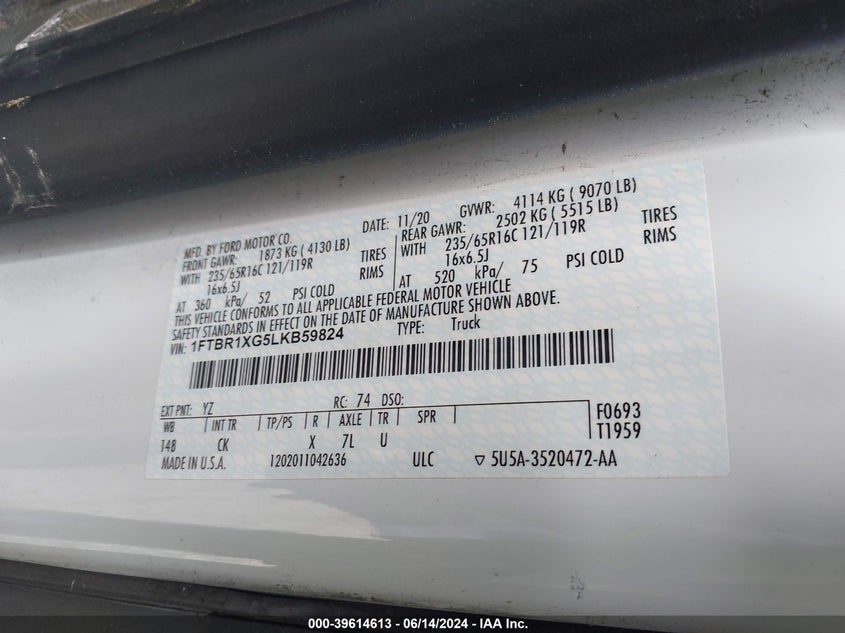 MFD. BY FORD MOTOR CO.
DATE: 11/20 GVWR: 4114 KG ( 9070 LB)
FRONT GAWR: 1873 KG ( 4130 LB) REAR GAWR: 2502 KG ( 5515 LB)
WITH 235/65R16C 121/119R TIRES WITH 235/65R16C 121/119R TIRES
16x6.5J RIMS 16x6.5J RIMS
AT 360 kPa/ 52 PSI COLD AT 520 kPa/ 75 PSI COLD
THIS VEHICLE CONFORMS TO ALL APPLICABLE FEDERAL MOTOR VEHICLE
SAFETY STANDARDS IN EFFECT ON THE DATE OF MANUFACTURE SHOWN ABOVE.
VIN: 1FTBR1XG5LKB59824 TYPE: Truck
EXT PNT: YZ RC: 74 DSO:
WB INT TR TP/PS R AXLE TR SPR F0693
148 CK X 7L U T1959
MADE IN U.S.A. 1202011042636 ULC ▽ 5U5A-3520472-AA
000-39614613 - 06/14/2024 - IAA Inc.